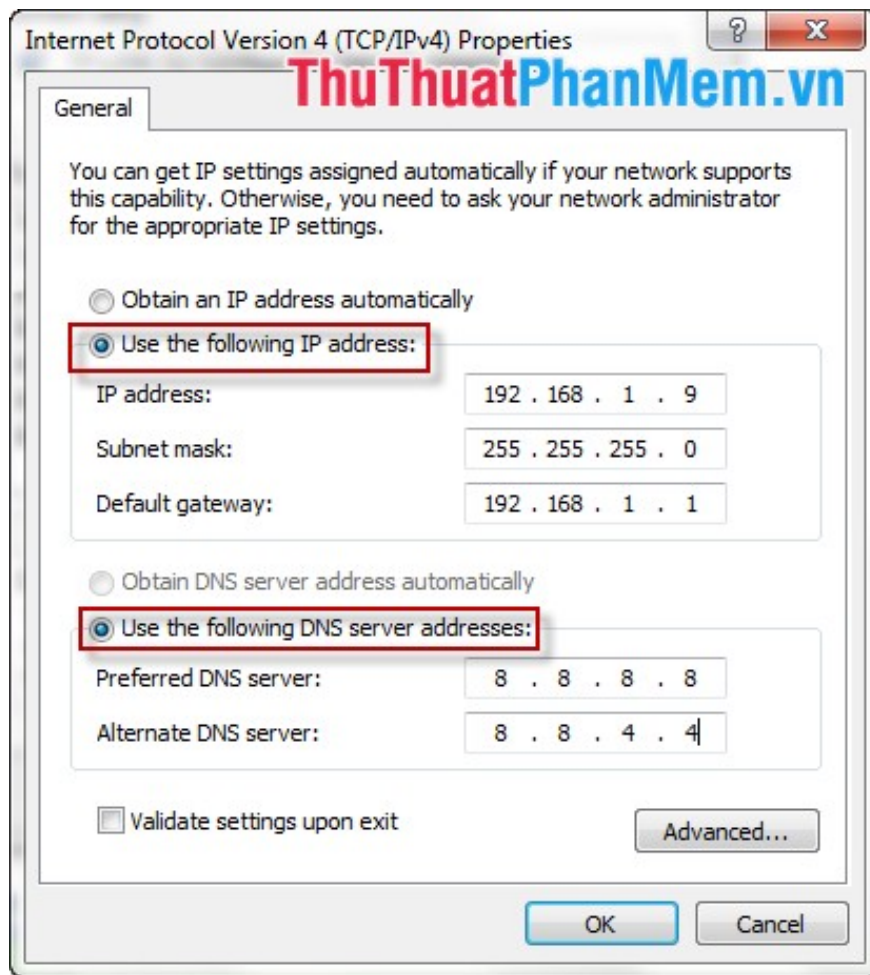 Internet Protocol Version 4 (TCP/IPv4) Properties
ThuThuatPhanMem.vn
General
You can get IP settings assigned automatically if your network supports
this capability. Otherwise, you need to ask your network administrator
for the appropriate IP settings.
Obtain an IP address automatically
Use the following IP address:
IP address: 192 . 168 . 1 . 9
Subnet mask: 255 . 255 . 255 . 0
Default gateway: 192 . 168 . 1 . 1
Obtain DNS server address automatically
Use the following DNS server addresses:
Preferred DNS server: 8 . 8 . 8 . 8
Alternate DNS server: 8 . 8 . 4 . 4
Validate settings upon exit
Advanced...
OK Cancel